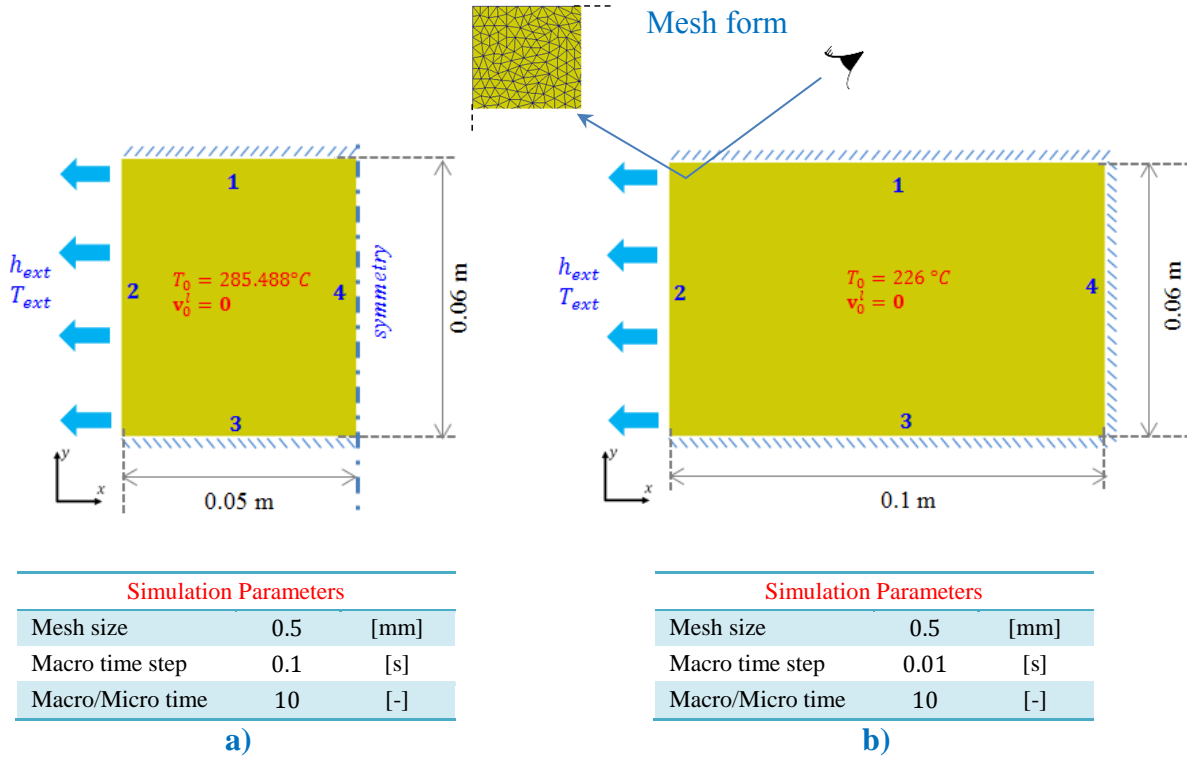 Mesh form
1
h_ext
T_ext
2
T_0 = 285.488°C
v_0^l = 0
4
symmetry
0.06 m
3
y
x
0.05 m
1
h_ext
T_ext
2
T_0 = 226 °C
v_0^l = 0
4
0.06 m
3
y
x
0.1 m
Simulation Parameters
Mesh size 0.5 [mm]
Macro time step 0.1 [s]
Macro/Micro time 10 [-]
a)
Simulation Parameters
Mesh size 0.5 [mm]
Macro time step 0.01 [s]
Macro/Micro time 10 [-]
b)